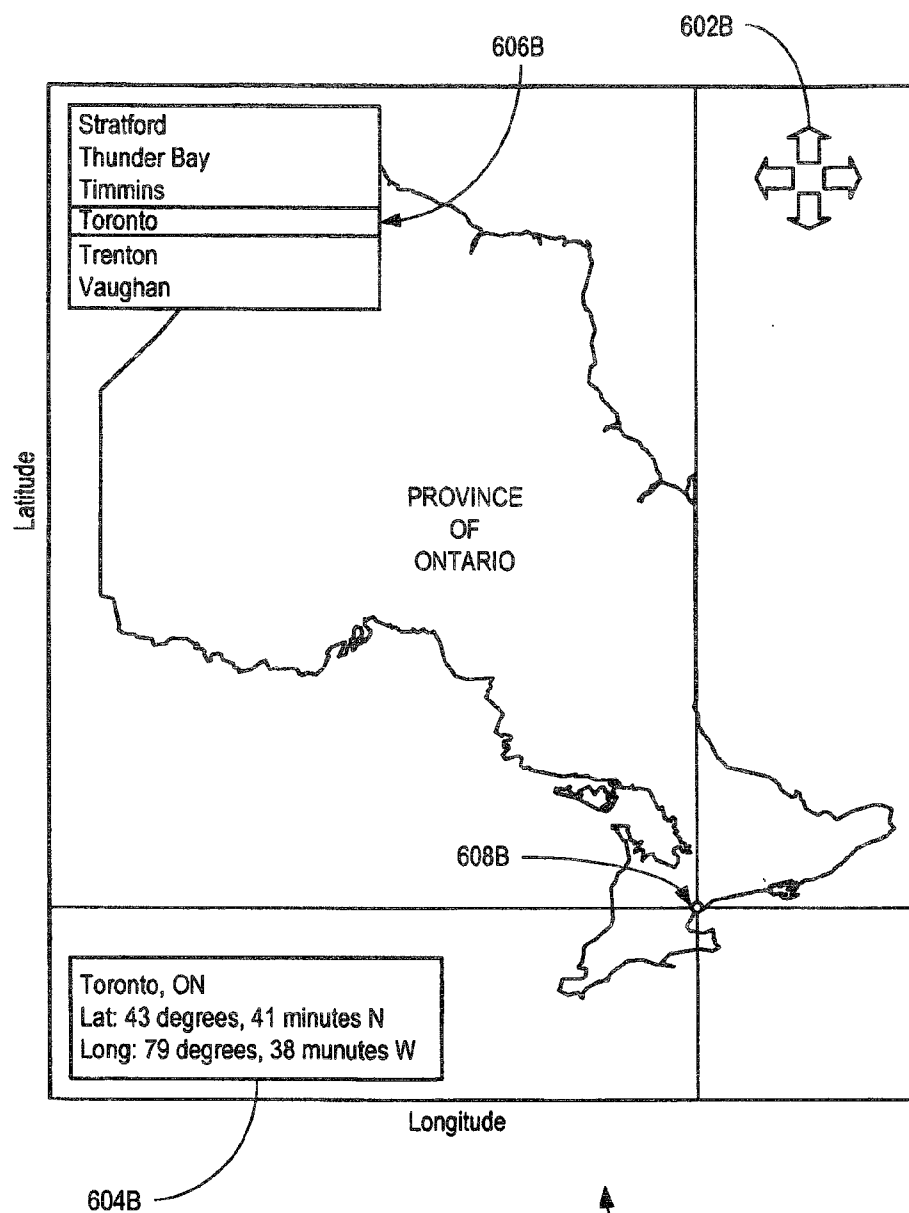 606B
602B
Stratford
Thunder Bay
Timmins
Toronto
Trenton
Vaughan
Latitude
PROVINCE
OF
ONTARIO
608B
Toronto, ON
Lat: 43 degrees, 41 minutes N
Long: 79 degrees, 38 munutes W
Longitude
604B